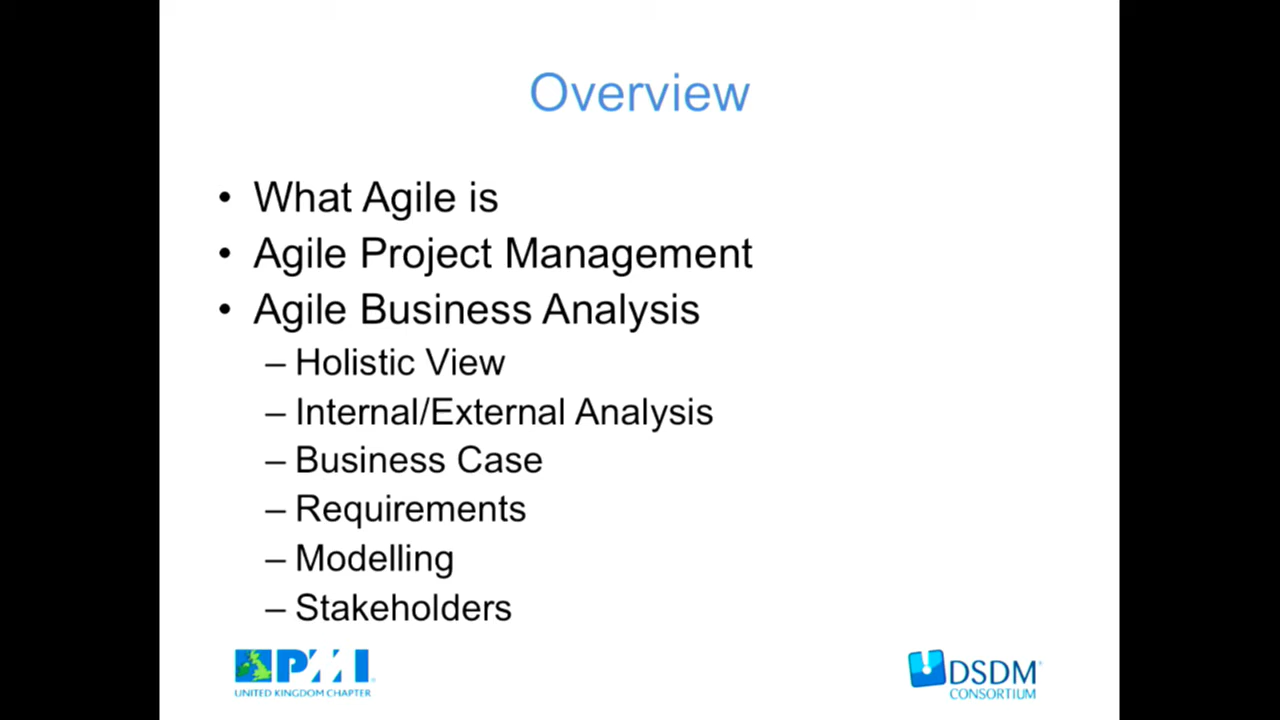 Overview
• What Agile is
• Agile Project Management
• Agile Business Analysis
– Holistic View
– Internal/External Analysis
– Business Case
– Requirements
– Modelling
– Stakeholders
PMI
UNITED KINGDOM CHAPTER
DSDM
CONSORTIUM